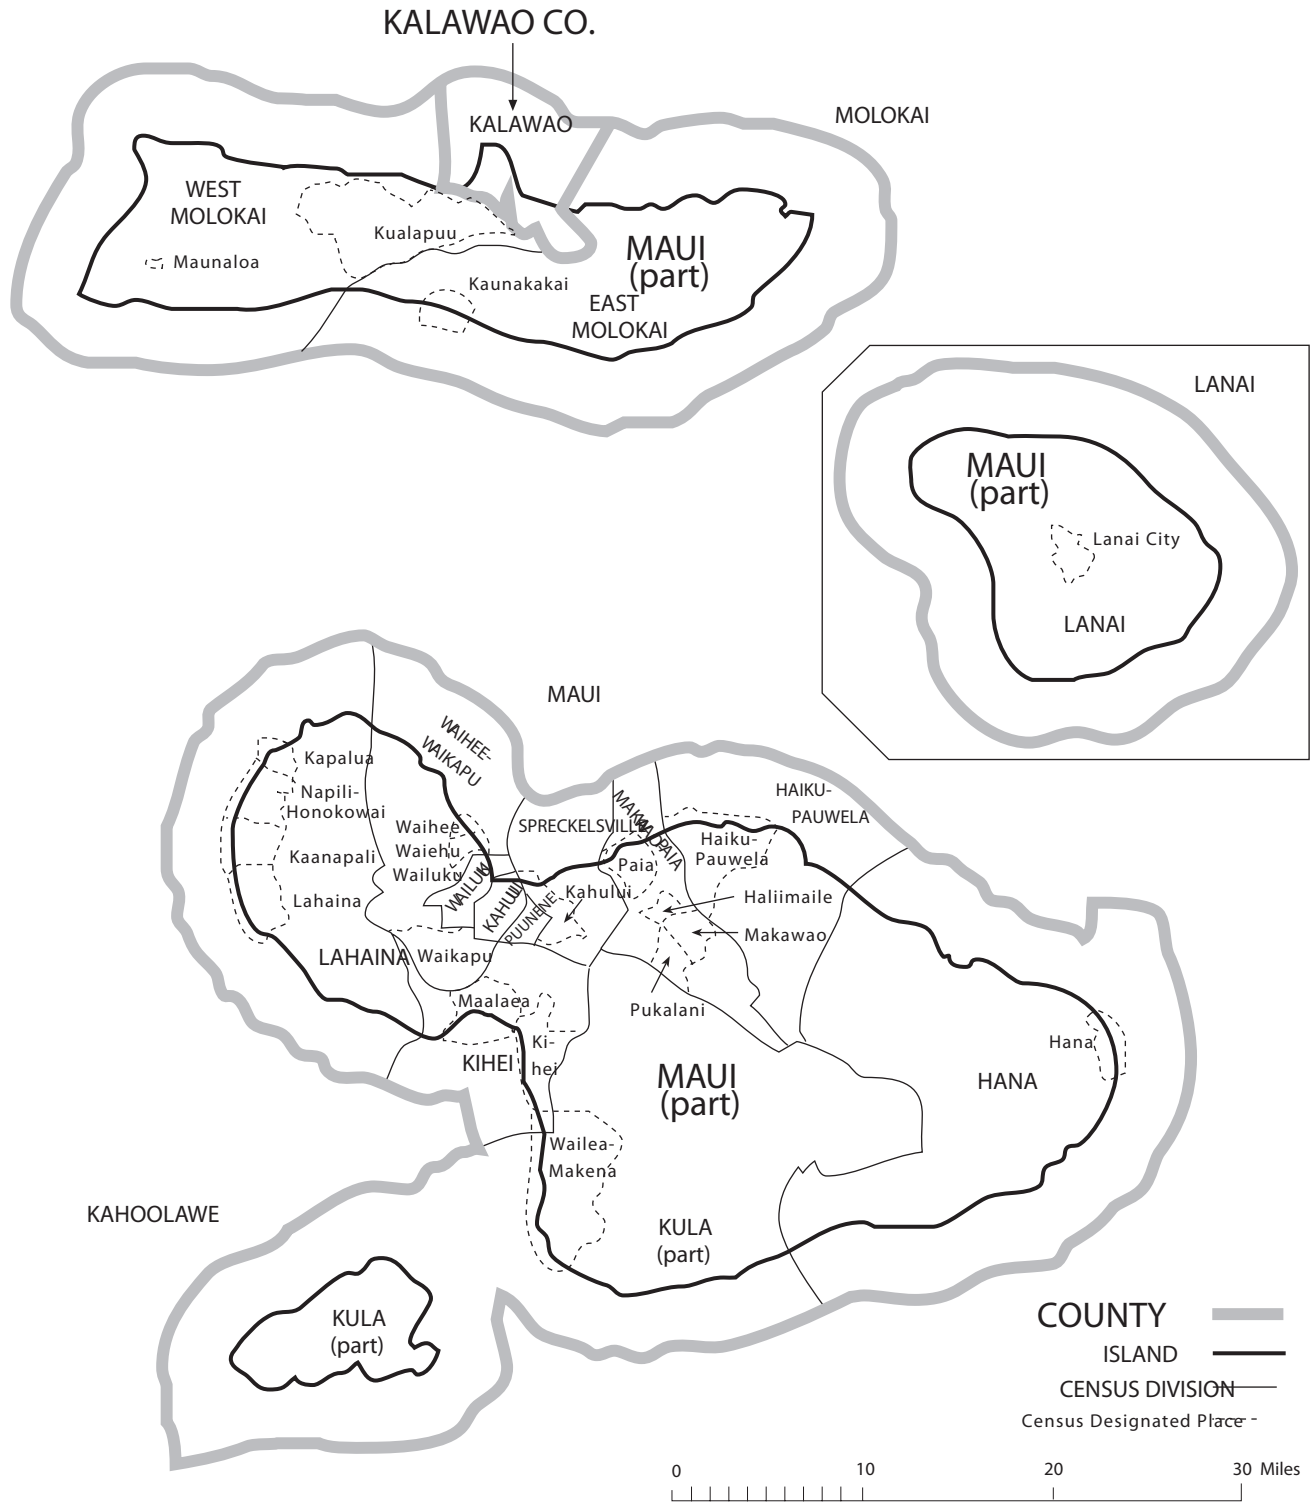 KALAWAO CO.
MOLOKAI
KALAWAO
WEST
MOLOKAI
Kualapuu
MAUI
(part)
Maunaloa
Kaunakakai
EAST
MOLOKAI
LANAI
MAUI
(part)
Lanai City
LANAI
MAUI
WAIHEE-
WAIKAPU
Kapalua
Napili-
Honokowai
HAIKU-
PAUWELA
MAKAWAO-PAIA
SPRECKELSVILLE
Waihee-
Waiehu
Haiku-
Pauwela
Kaanapali
Paia
Wailuku
WAILUKU
KAHULUI
PUUNENE
Kahului
Haliimaile
Lahaina
Makawao
LAHAINA
Waikapu
Maalaea
Pukalani
Ki-
hei
KIHEI
Hana
MAUI
(part)
HANA
Wailea-
Makena
KAHOOLAWE
KULA
(part)
KULA
(part)
COUNTY
ISLAND
CENSUS DIVISION
Census Designated Place
0 10 20 30 Miles